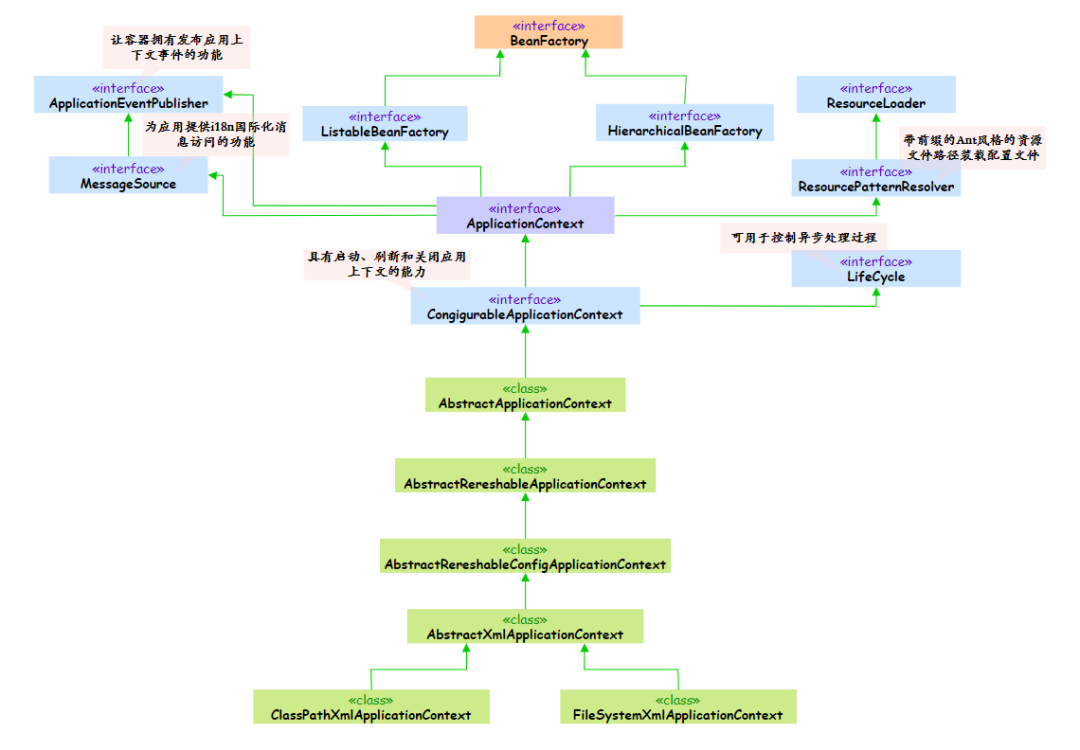 «interface»
BeanFactory
让容器拥有发布应用上
下文事件的功能
«interface»
ApplicationEventPublisher
«interface»
ListableBeanFactory
«interface»
HierarchicalBeanFactory
«interface»
ResourceLoader
为应用提供i18n国际化消
息访问的功能
带前缀的Ant风格的资源
文件路径装载配置文件
«interface»
MessageSource
«interface»
ResourcePatternResolver
«interface»
ApplicationContext
可用于控制异步处理过程
具有启动、刷新和关闭应用
上下文的能力
«interface»
LifeCycle
«interface»
CongigurableApplicationContext
«class»
AbstractApplicationContext
«class»
AbstractRereshableApplicationContext
«class»
AbstractRereshableConfigApplicationContext
«class»
AbstractXmlApplicationContext
«class»
ClassPathXmlApplicationContext
«class»
FileSystemXmlApplicationContext